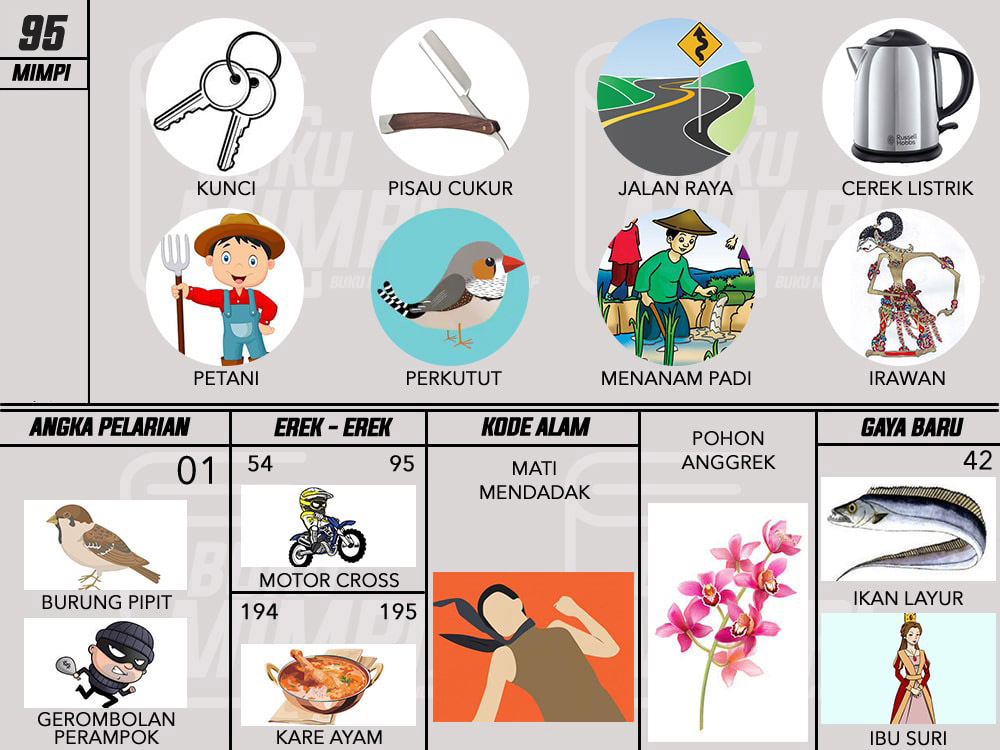 95
MIMPI
KUNCI
PISAU CUKUR
JALAN RAYA
Russell
Hobbs
CEREK LISTRIK
PETANI
PERKUTUT
MENANAM PADI
IRAWAN
ANGKA PELARIAN
01
BURUNG PIPIT
GEROMBOLAN
PERAMPOK
EREK - EREK
54 95
MOTOR CROSS
194 195
KARE AYAM
KODE ALAM
MATI
MENDADAK
POHON
ANGGREK
GAYA BARU
42
IKAN LAYUR
IBU SURI